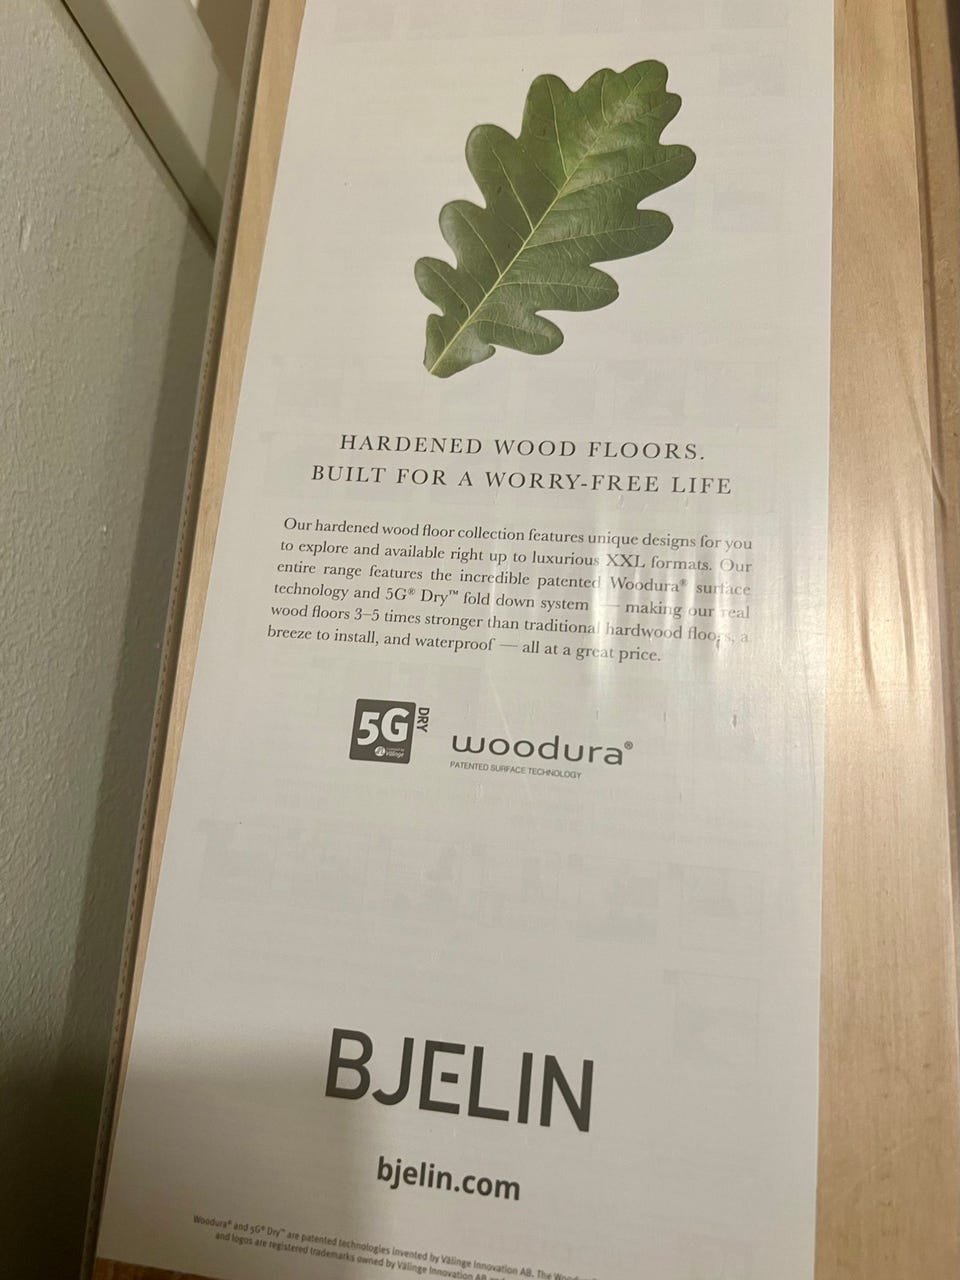 HARDENED WOOD FLOORS.
BUILT FOR A WORRY-FREE LIFE
Our hardened wood floor collection features unique designs for you
to explore and available right up to luxurious XXL formats. Our
entire range features the incredible patented Woodura® surface
technology and 5G® Dry™ fold down system — making our real
wood floors 3–5 times stronger than traditional hardwood floors, a
breeze to install, and waterproof — all at a great price.
5G DRY
välinge
woodura®
PATENTED SURFACE TECHNOLOGY
BJELIN
bjelin.com
Woodura® and 5G® Dry™ are patented technologies invented by Välinge Innovation AB. The
and logos are registered trademarks owned by Välinge Innovation AB